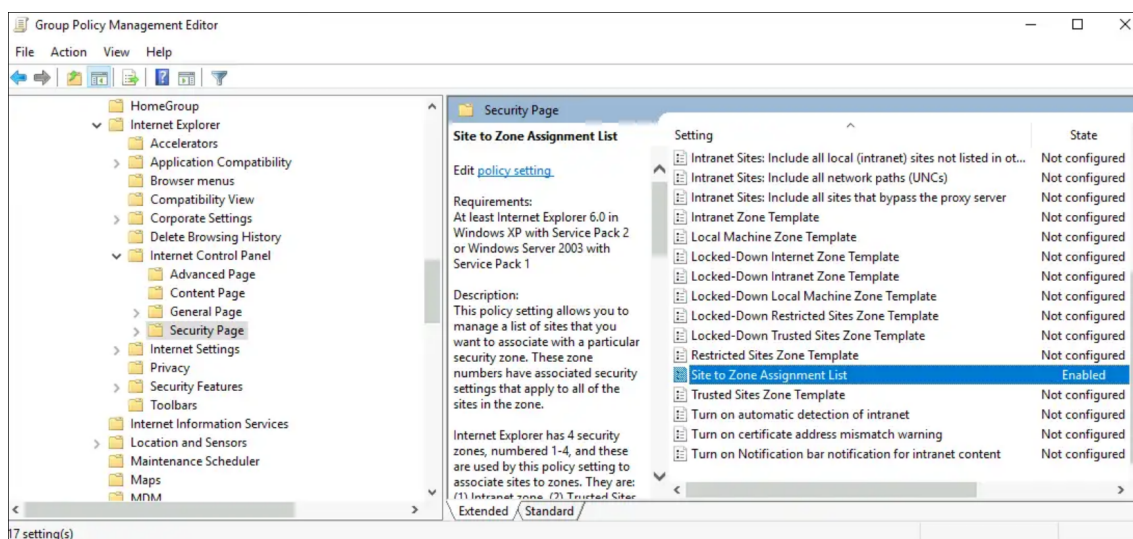 Group Policy Management Editor
File Action View Help
HomeGroup
Internet Explorer
Accelerators
Application Compatibility
Browser menus
Compatibility View
Corporate Settings
Delete Browsing History
Internet Control Panel
Advanced Page
Content Page
General Page
Security Page
Internet Settings
Privacy
Security Features
Toolbars
Internet Information Services
Location and Sensors
Maintenance Scheduler
Maps
MDM
Security Page
Site to Zone Assignment List
Edit policy setting
Requirements:
At least Internet Explorer 6.0 in
Windows XP with Service Pack 2
or Windows Server 2003 with
Service Pack 1
Description:
This policy setting allows you to
manage a list of sites that you
want to associate with a particular
security zone. These zone
numbers have associated security
settings that apply to all of the
sites in the zone.
Internet Explorer has 4 security
zones, numbered 1-4, and these
are used by this policy setting to
associate sites to zones. They are:
(1) Intranet zone, (2) Trusted Sites
Setting State
Intranet Sites: Include all local (intranet) sites not listed in ot... Not configured
Intranet Sites: Include all network paths (UNCs) Not configured
Intranet Sites: Include all sites that bypass the proxy server Not configured
Intranet Zone Template Not configured
Local Machine Zone Template Not configured
Locked-Down Internet Zone Template Not configured
Locked-Down Intranet Zone Template Not configured
Locked-Down Local Machine Zone Template Not configured
Locked-Down Restricted Sites Zone Template Not configured
Locked-Down Trusted Sites Zone Template Not configured
Restricted Sites Zone Template Not configured
Site to Zone Assignment List Enabled
Trusted Sites Zone Template Not configured
Turn on automatic detection of intranet Not configured
Turn on certificate address mismatch warning Not configured
Turn on Notification bar notification for intranet content Not configured
Extended Standard
17 setting(s)